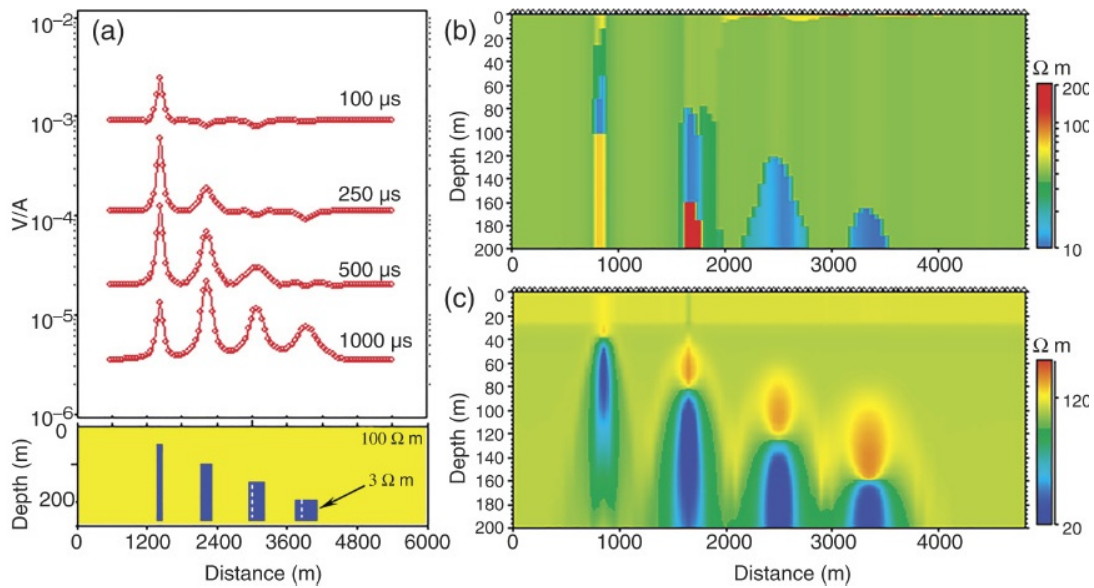 (a)
10⁻²
10⁻³
10⁻⁴
10⁻⁵
10⁻⁶
V/A
100 µs
250 µs
500 µs
1000 µs
Depth (m)
0
200
100 Ω m
3 Ω m
0 1200 2400 3600 4800 6000
Distance (m)
(b)
0
20
40
60
80
100
120
140
160
180
200
Depth (m)
0 1000 2000 3000 4000
Ω m
200
100
10
(c)
0
20
40
60
80
100
120
140
160
180
200
Depth (m)
0 1000 2000 3000 4000
Distance (m)
Ω m
120
20